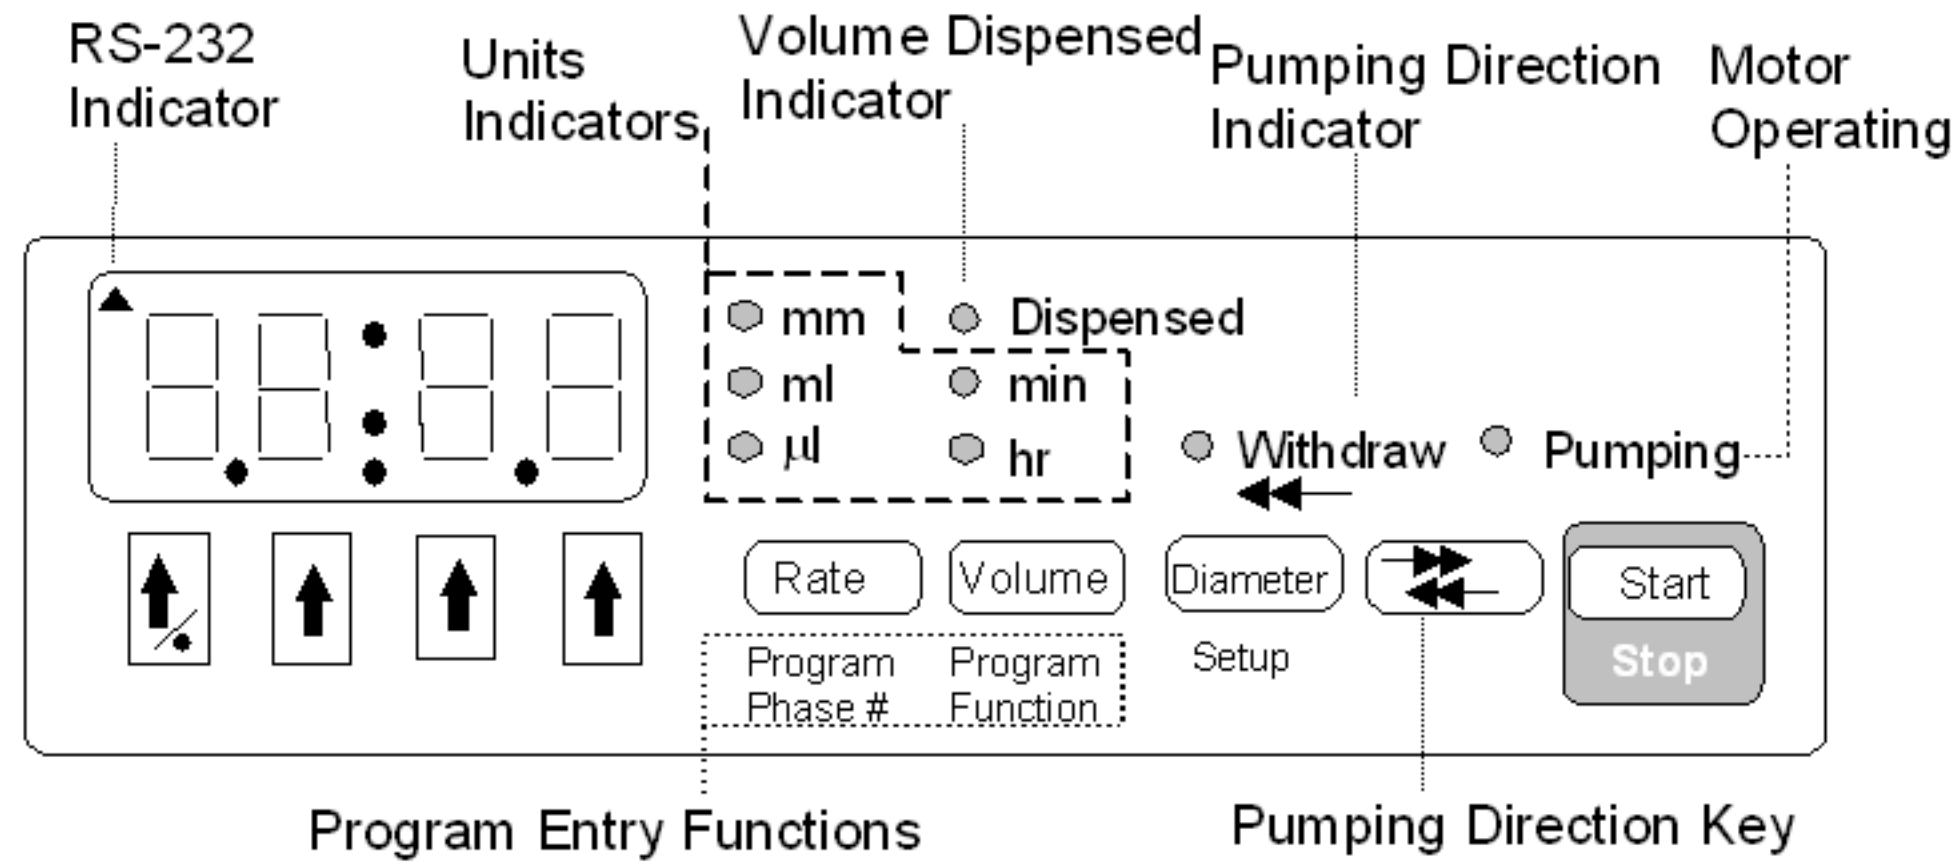 RS-232
Indicator
Units
Indicators
Volume Dispensed
Indicator
Pumping Direction
Indicator
Motor
Operating
mm
Dispensed
ml
min
µl
hr
Withdraw
Pumping
Rate
Volume
Diameter
Start
Program
Phase #
Program
Function
Setup
Stop
Program Entry Functions
Pumping Direction Key